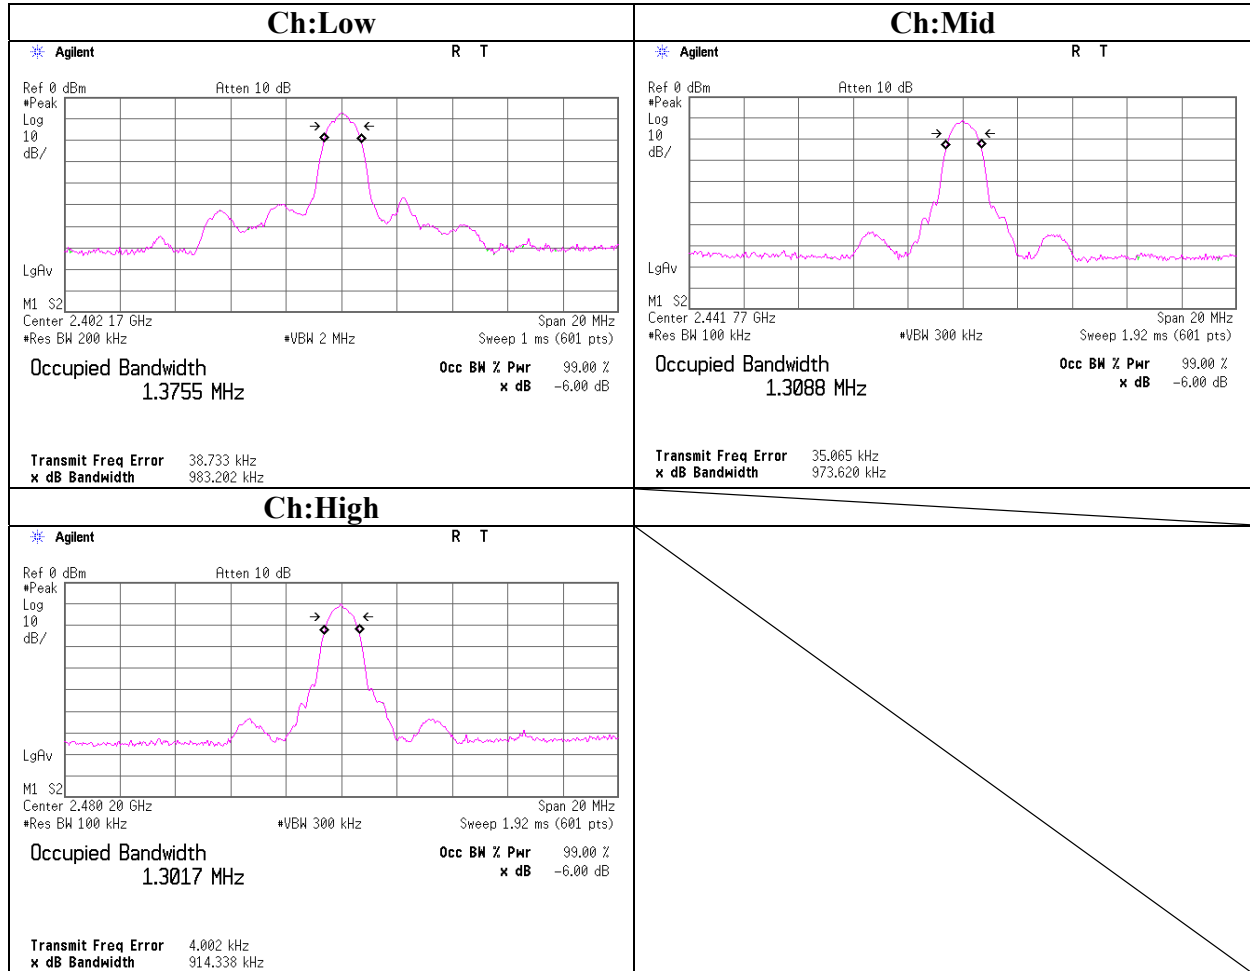 Ch:Low
Agilent R T
Ref 0 dBm Atten 10 dB
#Peak
Log
10
dB/
LgAv
M1 S2
Center 2.402 17 GHz Span 20 MHz
#Res BW 200 kHz #VBW 2 MHz Sweep 1 ms (601 pts)
Occupied Bandwidth Occ BW % Pwr 99.00 %
1.3755 MHz x dB -6.00 dB
Transmit Freq Error 38.733 kHz
x dB Bandwidth 983.202 kHz
Ch:Mid
Agilent R T
Ref 0 dBm Atten 10 dB
#Peak
Log
10
dB/
LgAv
M1 S2
Center 2.441 77 GHz Span 20 MHz
#Res BW 100 kHz #VBW 300 kHz Sweep 1.92 ms (601 pts)
Occupied Bandwidth Occ BW % Pwr 99.00 %
1.3088 MHz x dB -6.00 dB
Transmit Freq Error 35.065 kHz
x dB Bandwidth 973.620 kHz
Ch:High
Agilent R T
Ref 0 dBm Atten 10 dB
#Peak
Log
10
dB/
LgAv
M1 S2
Center 2.480 20 GHz Span 20 MHz
#Res BW 100 kHz #VBW 300 kHz Sweep 1.92 ms (601 pts)
Occupied Bandwidth Occ BW % Pwr 99.00 %
1.3017 MHz x dB -6.00 dB
Transmit Freq Error 4.002 kHz
x dB Bandwidth 914.338 kHz